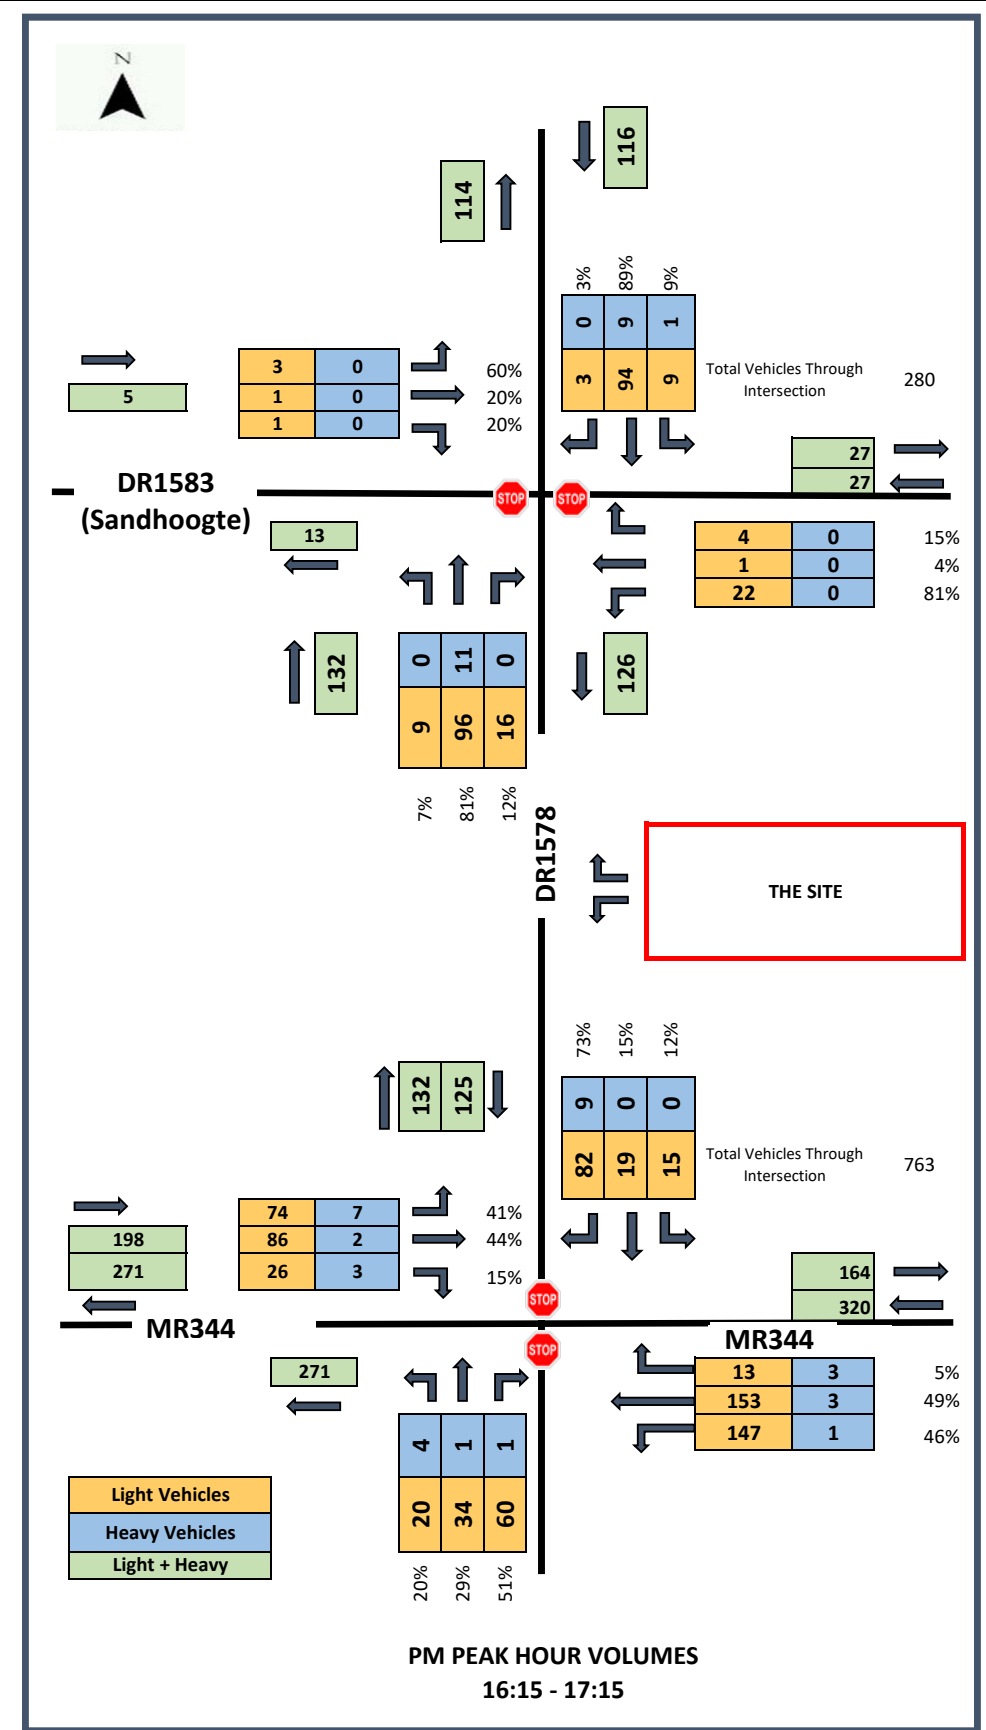 N
116
114
3% 89% 9%
0 9 1
3 94 9
Total Vehicles Through
Intersection
280
3 0 60%
1 0 20%
1 0 20%
5
27
27
DR1583
(Sandhoogte)
STOP STOP
13
4 0 15%
1 0 4%
22 0 81%
132
0 11 0
9 96 16
7% 81% 12%
126
DR1578
THE SITE
73% 15% 12%
132 125
9 0 0
82 19 15
Total Vehicles Through
Intersection
763
74 7 41%
86 2 44%
26 3 15%
198
271
164
320
STOP
MR344
STOP
MR344
271
13 3 5%
153 3 49%
147 1 46%
4 1 1
20 34 60
20% 29% 51%
Light Vehicles
Heavy Vehicles
Light + Heavy
PM PEAK HOUR VOLUMES
16:15 - 17:15